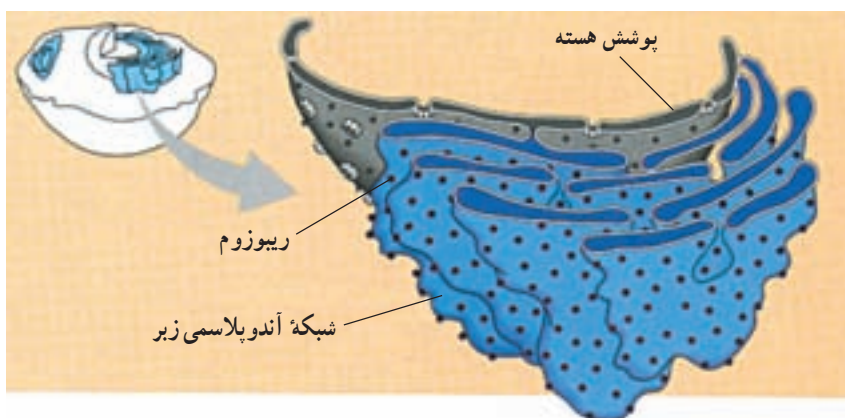 پوشش هسته
ریبوزوم
شبکهٔ آندوپلاسمی زبر